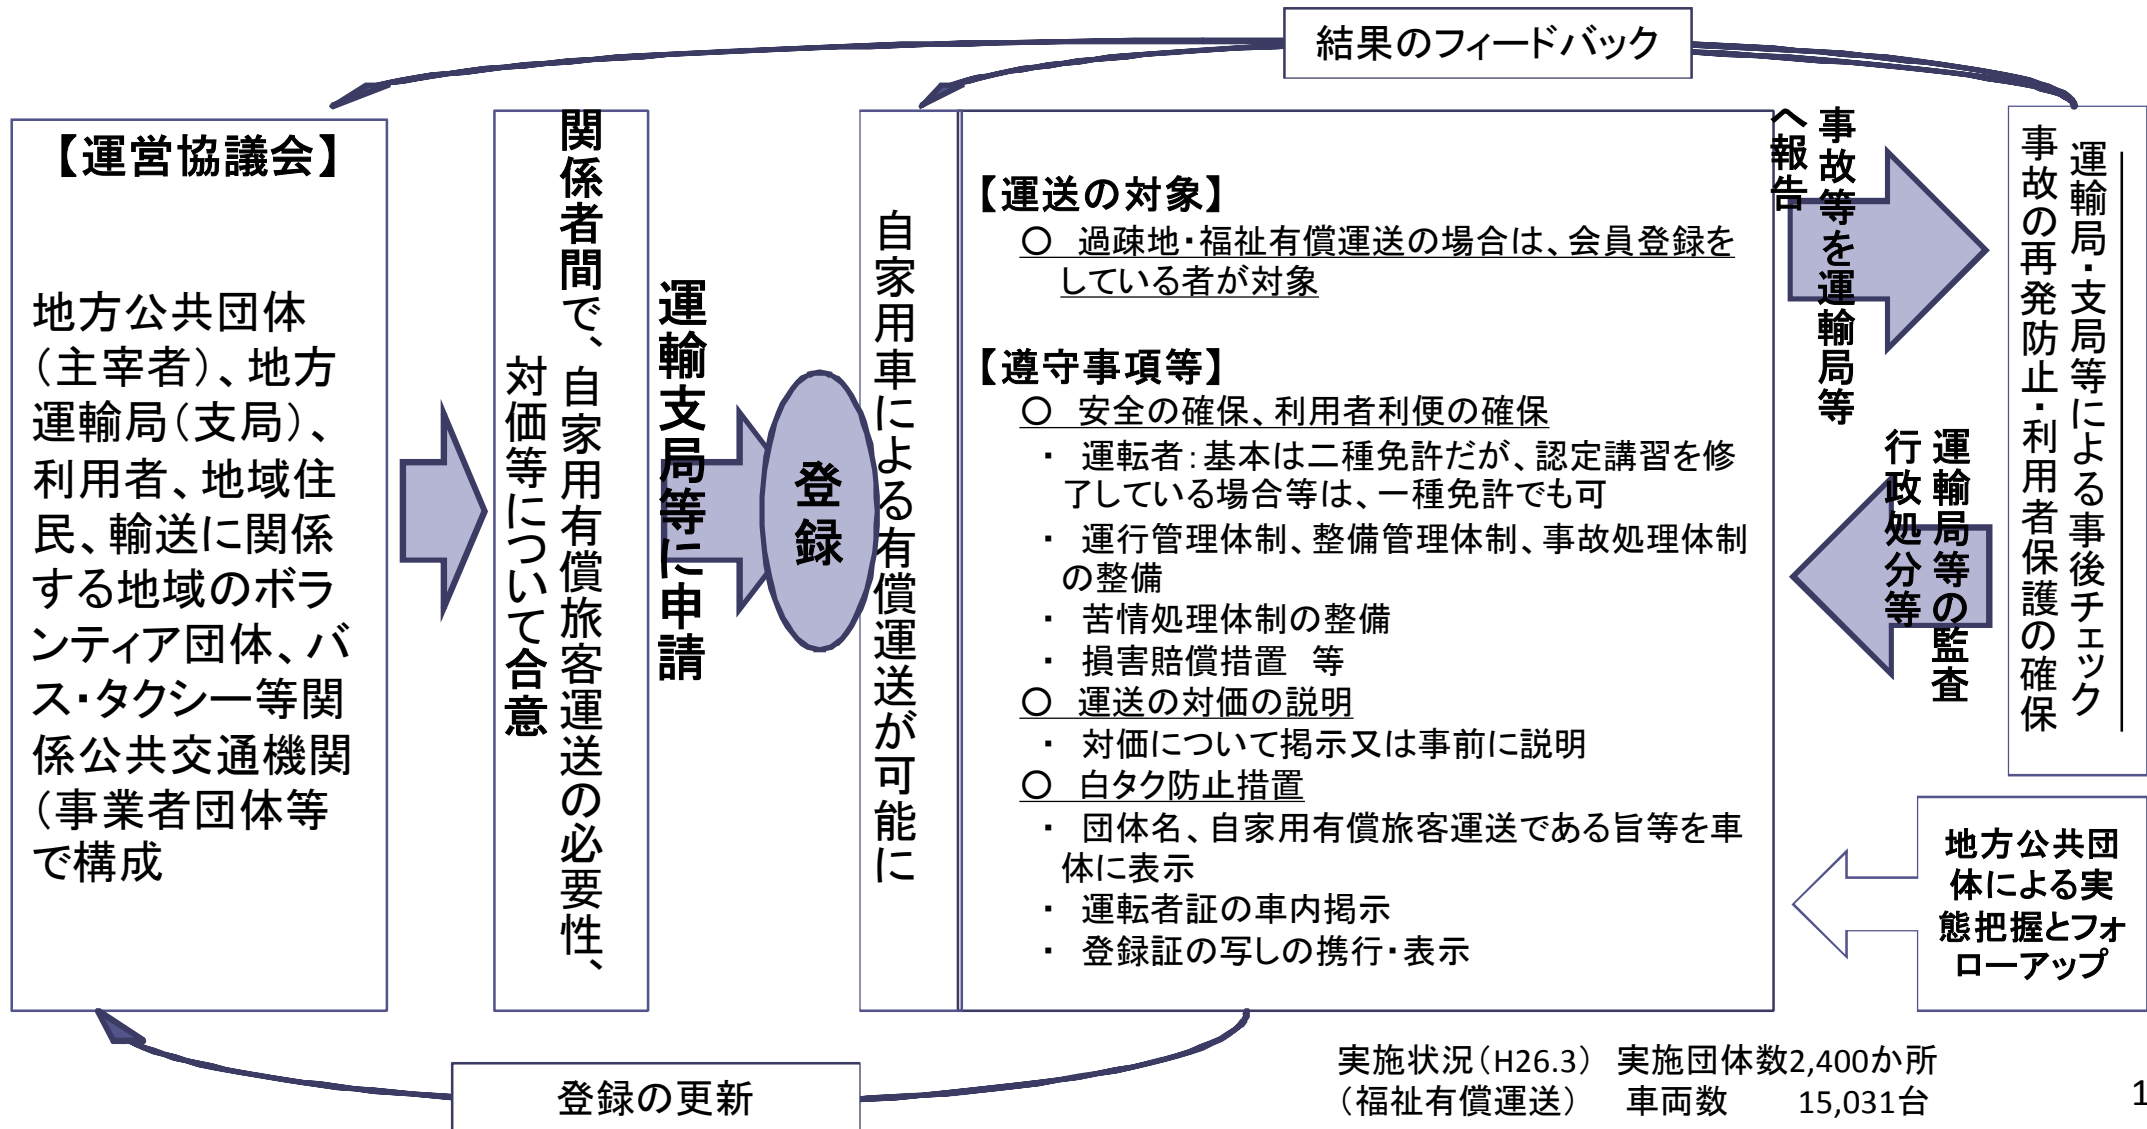 結果のフィードバック
【運営協議会】
地方公共団体
（主宰者）、地方
運輸局（支局）、
利用者、地域住
民、輸送に関係
する地域のボラ
ンティア団体、バ
ス・タクシー等関
係公共交通機関
（事業者団体等
で構成
関係者間で、自家用有償旅客運送の必要性、
対価等について合意
運輸支局等に申請
登録
自家用車による有償運送が可能に
【運送の対象】
○　過疎地・福祉有償運送の場合は、会員登録を
している者が対象
【遵守事項等】
○　安全の確保、利用者利便の確保
・　運転者：基本は二種免許だが、認定講習を修
了している場合等は、一種免許でも可
・　運行管理体制、整備管理体制、事故処理体制
の整備
・　苦情処理体制の整備
・　損害賠償措置　等
○　運送の対価の説明
・　対価について掲示又は事前に説明
○　白タク防止措置
・　団体名、自家用有償旅客運送である旨等を車
体に表示
・　運転者証の車内掲示
・　登録証の写しの携行・表示
事故等を運輸局等
へ報告
運輸局等の監査
行政処分等
運輸局・支局等による事後チェック
事故の再発防止・利用者保護の確保
地方公共団
体による実
態把握とフォ
ローアップ
登録の更新
実施状況（H26.3）　実施団体数2,400か所
（福祉有償運送）　車両数　　15,031台
1